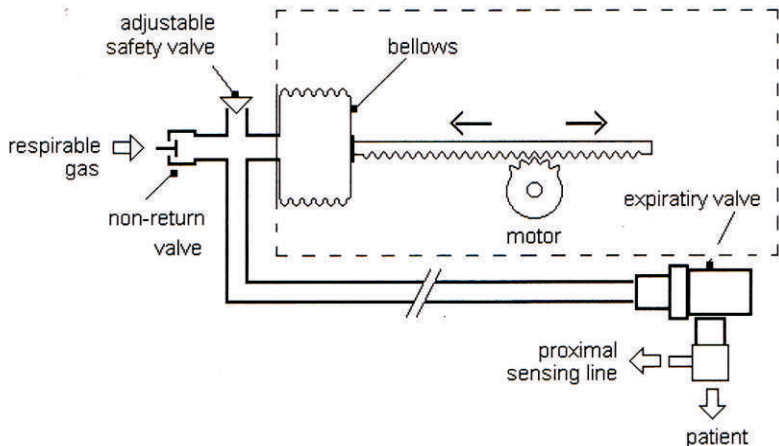 adjustable
safety valve
bellows
respirable
gas
non-return
valve
motor
expiratiry valve
proximal
sensing line
patient